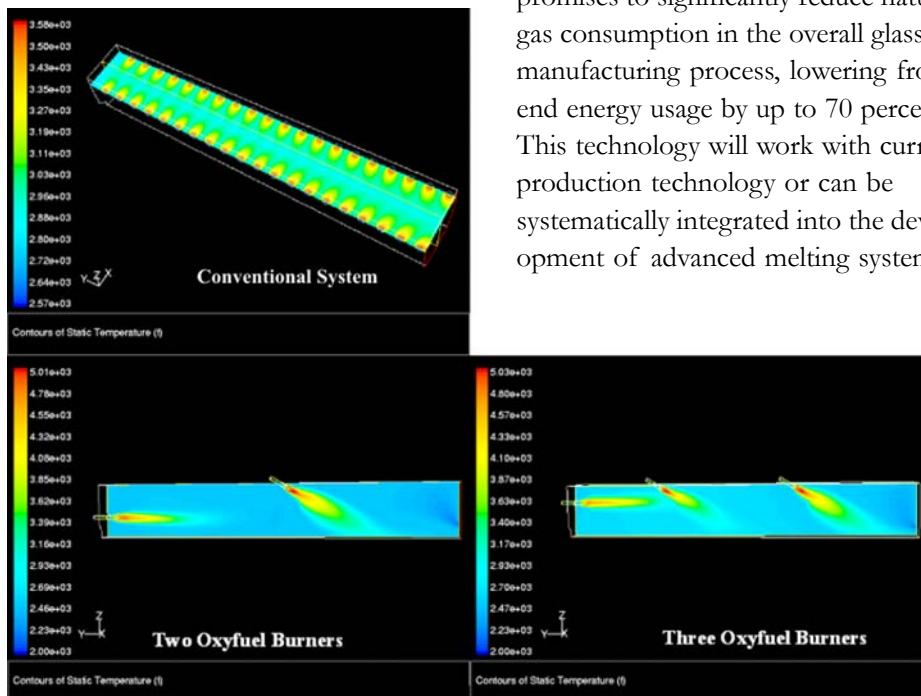 promises to significantly reduce natu
gas consumption in the overall glass
manufacturing process, lowering fro
end energy usage by up to 70 perce
This technology will work with curr
production technology or can be
systematically integrated into the dev
opment of advanced melting system
3.58e+03
3.50e+03
3.43e+03
3.35e+03
3.27e+03
3.19e+03
3.11e+03
3.03e+03
2.96e+03
2.88e+03
2.80e+03
2.72e+03
2.64e+03
2.57e+03
Y Z X
Conventional System
Contours of Static Temperature (f)
5.01e+03
4.78e+03
4.55e+03
4.32e+03
4.08e+03
3.85e+03
3.62e+03
3.39e+03
3.16e+03
2.93e+03
2.69e+03
2.46e+03
2.23e+03
2.00e+03
Z
Y X
Two Oxyfuel Burners
Contours of Static Temperature (f)
5.03e+03
4.80e+03
4.57e+03
4.33e+03
4.10e+03
3.87e+03
3.63e+03
3.40e+03
3.17e+03
2.93e+03
2.70e+03
2.47e+03
2.23e+03
2.00e+03
Z
Y X
Three Oxyfuel Burners
Contours of Static Temperature (f)